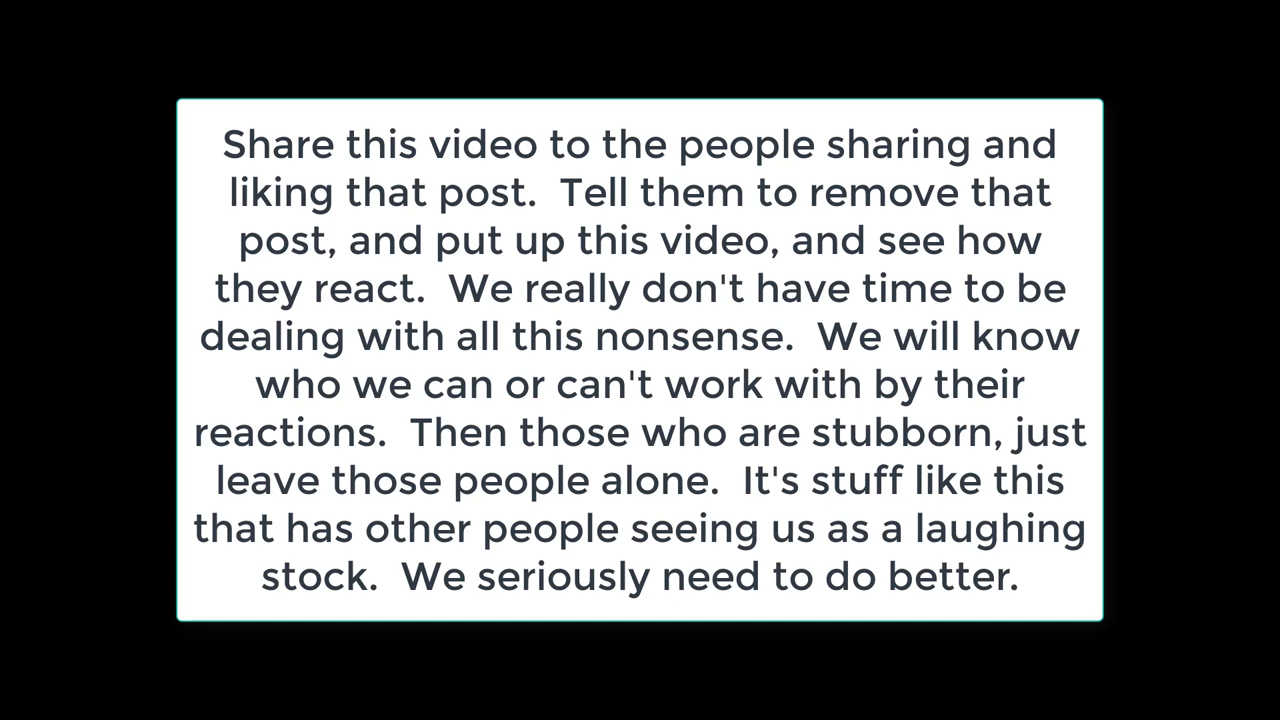 Share this video to the people sharing and
liking that post.  Tell them to remove that
post, and put up this video, and see how
they react.  We really don't have time to be
dealing with all this nonsense.  We will know
who we can or can't work with by their
reactions.  Then those who are stubborn, just
leave those people alone.  It's stuff like this
that has other people seeing us as a laughing
stock.  We seriously need to do better.